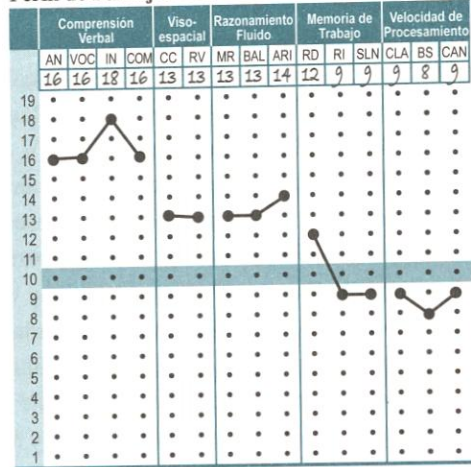 Comprensión Verbal
Viso-espacial
Razonamiento Fluido
Memoria de Trabajo
Velocidad de Procesamiento
AN VOC IN COM CC RV MR BAL ARI RD RI SLN CLA BS CAN
16 16 18 16 13 13 13 13 14 12 9 9 9 8 9
19
18
17
16
15
14
13
12
11
10
9
8
7
6
5
4
3
2
1